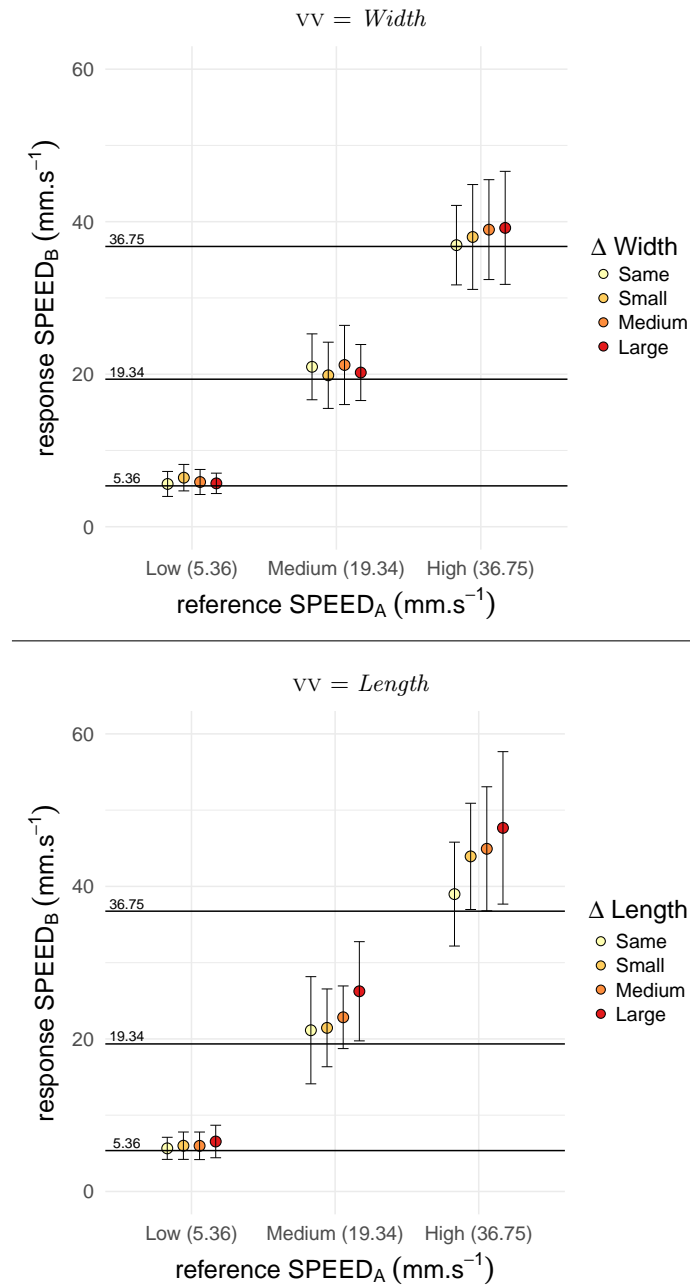 VV = Width
60
40
20
0
response SPEED_B (mm.s⁻¹)
36.75
19.34
5.36
Low (5.36) Medium (19.34) High (36.75)
reference SPEED_A (mm.s⁻¹)
Δ Width
Same
Small
Medium
Large
VV = Length
60
40
20
0
response SPEED_B (mm.s⁻¹)
36.75
19.34
5.36
Low (5.36) Medium (19.34) High (36.75)
reference SPEED_A (mm.s⁻¹)
Δ Length
Same
Small
Medium
Large